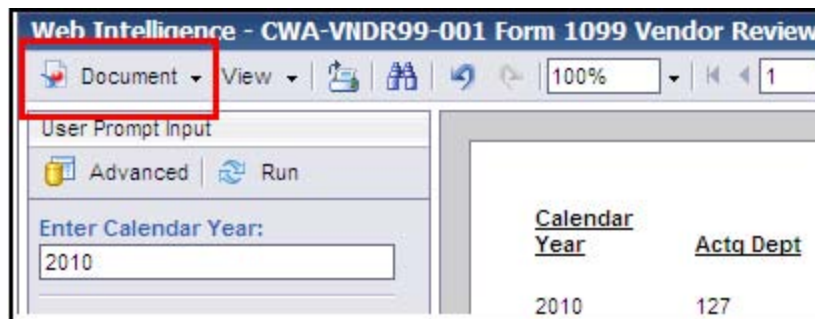 Web Intelligence - CWA-VNDR99-001 Form 1099 Vendor Review
Document View 100% 1
User Prompt Input
Advanced Run
Enter Calendar Year:
2010
Calendar
Year Actg Dept
2010 127